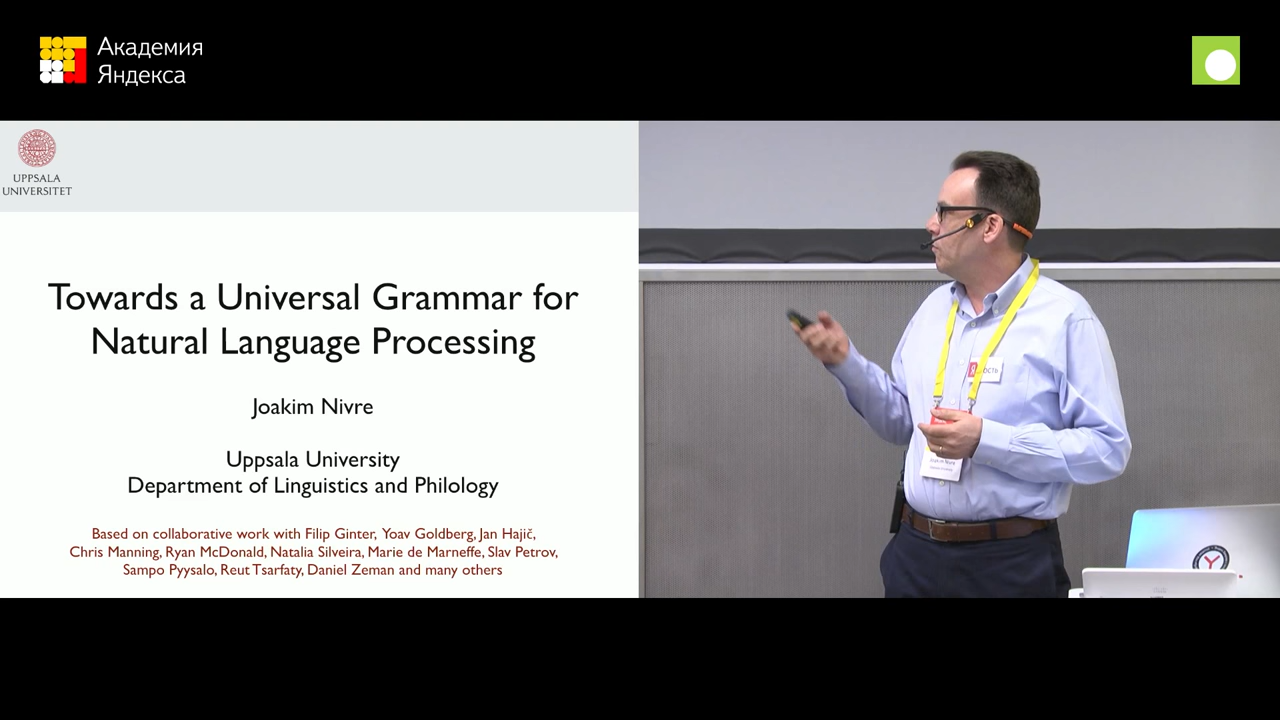 Академия
Яндекса
UPPSALA
UNIVERSITET
Towards a Universal Grammar for
Natural Language Processing
Joakim Nivre
Uppsala University
Department of Linguistics and Philology
Based on collaborative work with Filip Ginter, Yoav Goldberg, Jan Hajič,
Chris Manning, Ryan McDonald, Natalia Silveira, Marie de Marneffe, Slav Petrov,
Sampo Pyysalo, Reut Tsarfaty, Daniel Zeman and many others
Joakim Nivre